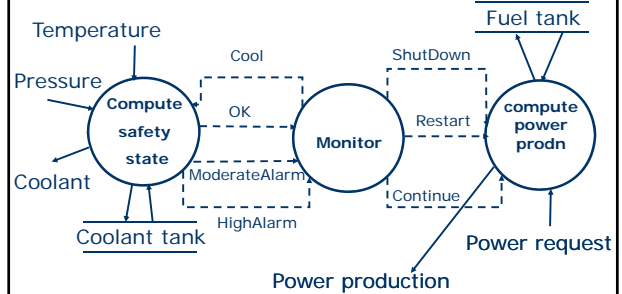 Fuel tank
Temperature
Cool
ShutDown
Pressure
Compute
safety
state
OK
Monitor
Restart
compute
power
prodn
Coolant
ModerateAlarm
Continue
HighAlarm
Coolant tank
Power request
Power production